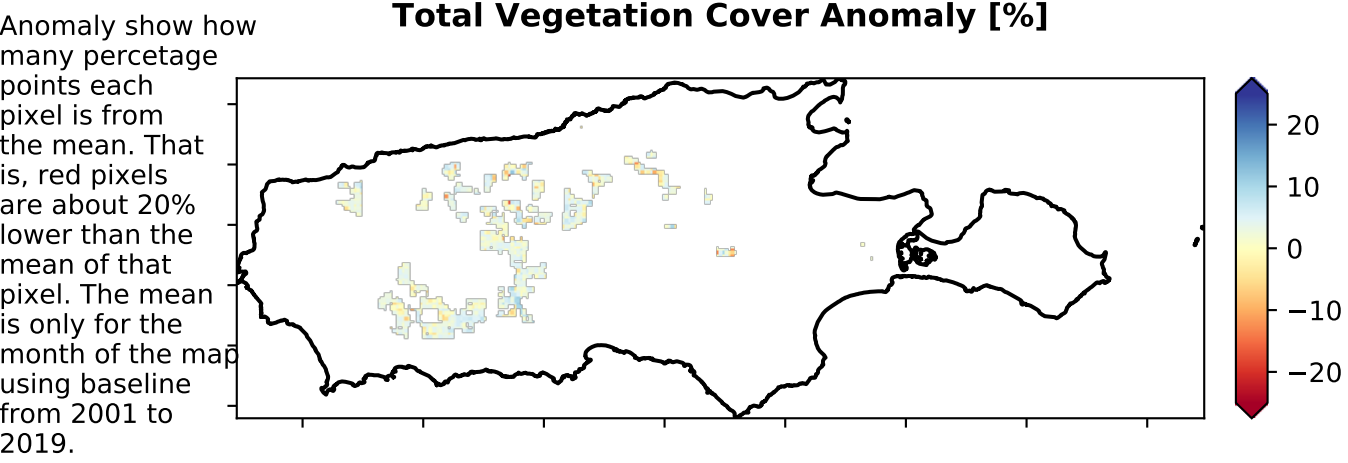 Total Vegetation Cover Anomaly [%]
Anomaly show how
many percetage
points each
pixel is from
the mean. That
is, red pixels
are about 20%
lower than the
mean of that
pixel. The mean
is only for the
month of the map
using baseline
from 2001 to
2019.
20
10
0
−10
−20